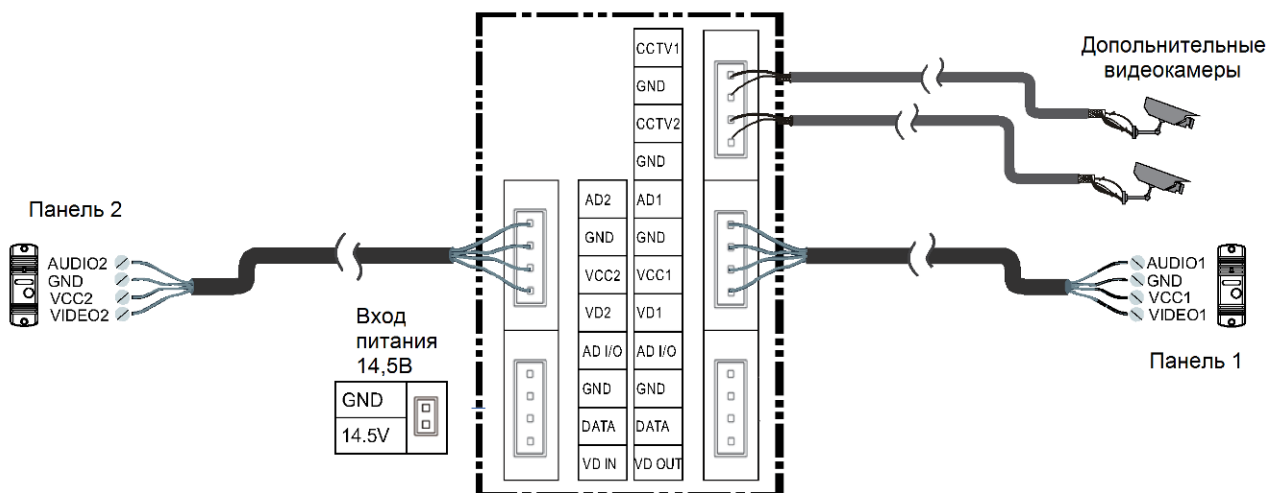 CCTV1
GND
CCTV2
GND
Допольнительные
видеокамеры
AD2 AD1
GND GND
VCC2 VCC1
VD2 VD1
AD I/O AD I/O
GND GND
DATA DATA
VD IN VD OUT
Панель 2
AUDIO2
GND
VCC2
VIDEO2
Вход
питания
14,5В
GND
14.5V
AUDIO1
GND
VCC1
VIDEO1
Панель 1